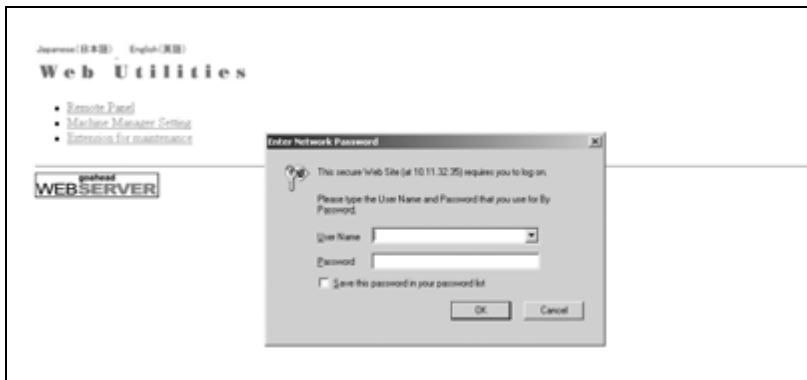 Japanese(日本語) English(英語)
Web Utilities
Remote Panel
Machine Manager Setting
Extension for maintenance
goahead
WEBSERVER
Enter Network Password
This secure Web Site (at 10.11.32.35) requires you to log on.
Please type the User Name and Password that you use for By
Password.
User Name
Password
Save this password in your password list
OK Cancel